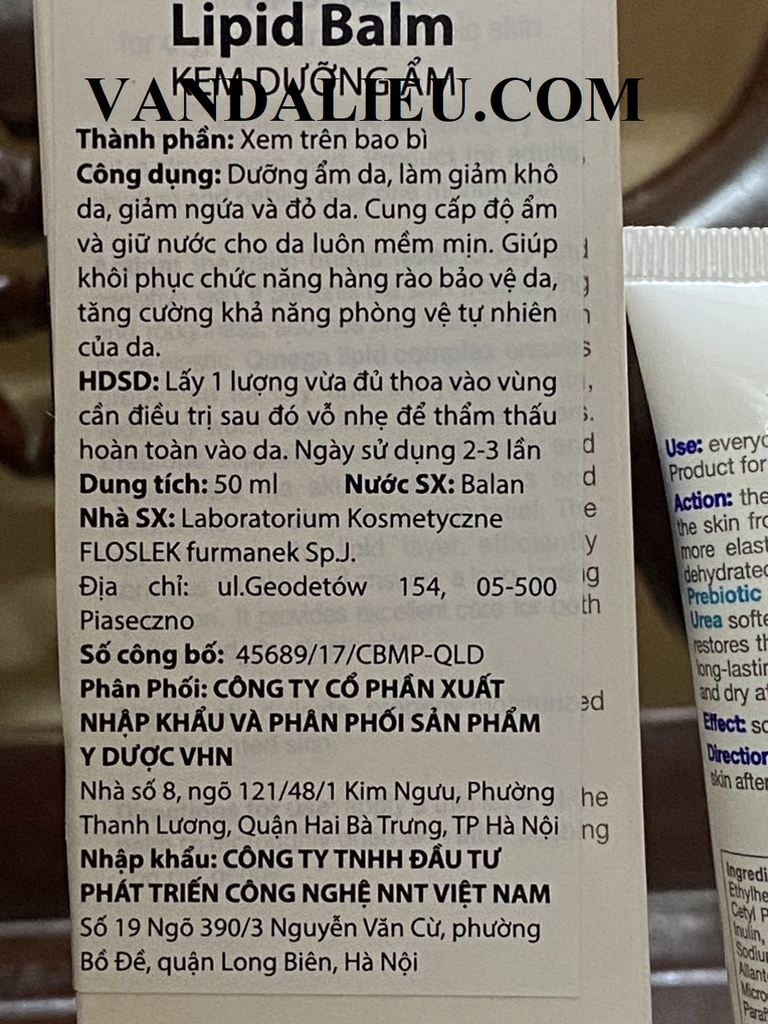 Lipid Balm
KEM DƯỠNG ẨM
VANDALIEU.COM
Thành phần: Xem trên bao bì
Công dụng: Dưỡng ẩm da, làm giảm khô
da, giảm ngứa và đỏ da. Cung cấp độ ẩm
và giữ nước cho da luôn mềm mịn. Giúp
khôi phục chức năng hàng rào bảo vệ da,
tăng cường khả năng phòng vệ tự nhiên
của da.
HDSD: Lấy 1 lượng vừa đủ thoa vào vùng
cần điều trị sau đó vỗ nhẹ để thẩm thấu
hoàn toàn vào da. Ngày sử dụng 2-3 lần
Dung tích: 50 ml Nước SX: Balan
Nhà SX: Laboratorium Kosmetyczne
FLOSLEK furmanek Sp.J.
Địa chỉ: ul.Geodetów 154, 05-500
Piaseczno
Số công bố: 45689/17/CBMP-QLD
Phân Phối: CÔNG TY CỔ PHẦN XUẤT
NHẬP KHẨU VÀ PHÂN PHỐI SẢN PHẨM
Y DƯỢC VHN
Nhà số 8, ngõ 121/48/1 Kim Ngưu, Phường
Thanh Lương, Quận Hai Bà Trưng, TP Hà Nội
Nhập khẩu: CÔNG TY TNHH ĐẦU TƯ
PHÁT TRIỂN CÔNG NGHỆ NNT VIỆT NAM
Số 19 Ngõ 390/3 Nguyễn Văn Cừ, phường
Bồ Đề, quận Long Biên, Hà Nội
Use:
Product for
Action: the
the skin
more
dehydrated
Prebiotic
Urea
restores
and dry
Effect:
skin after